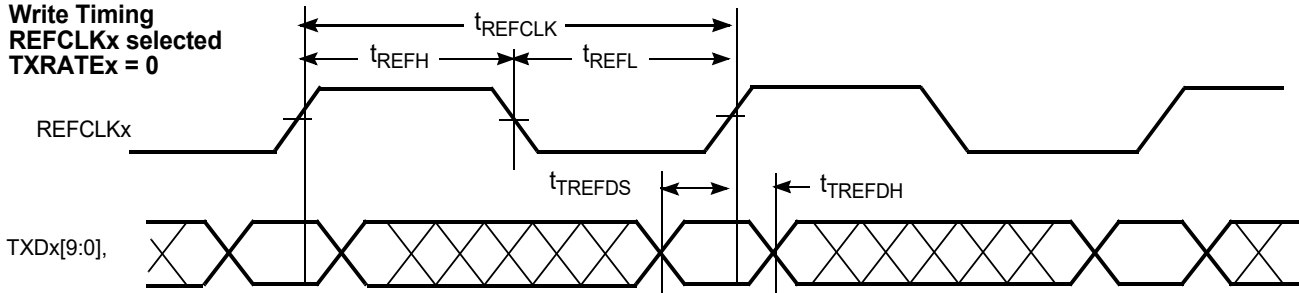 Write Timing
REFCLKx selected
TXRATEx = 0
tREFCLK
tREFH
tREFL
REFCLKx
tTREFDS
tTREFDH
TXDx[9:0],